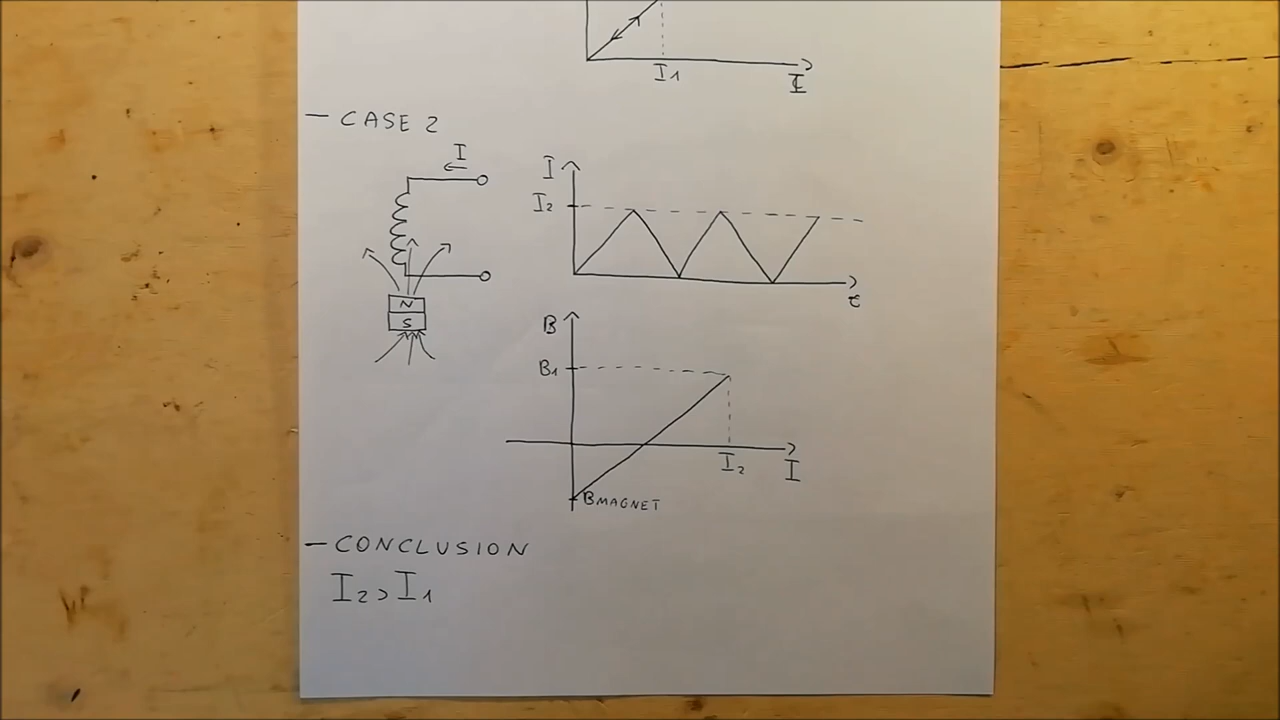 I1
I
— CASE 2
I
I
I2
t
N
S
B
B1
I2
I
BMAGNET
— CONCLUSION
I2 > I1